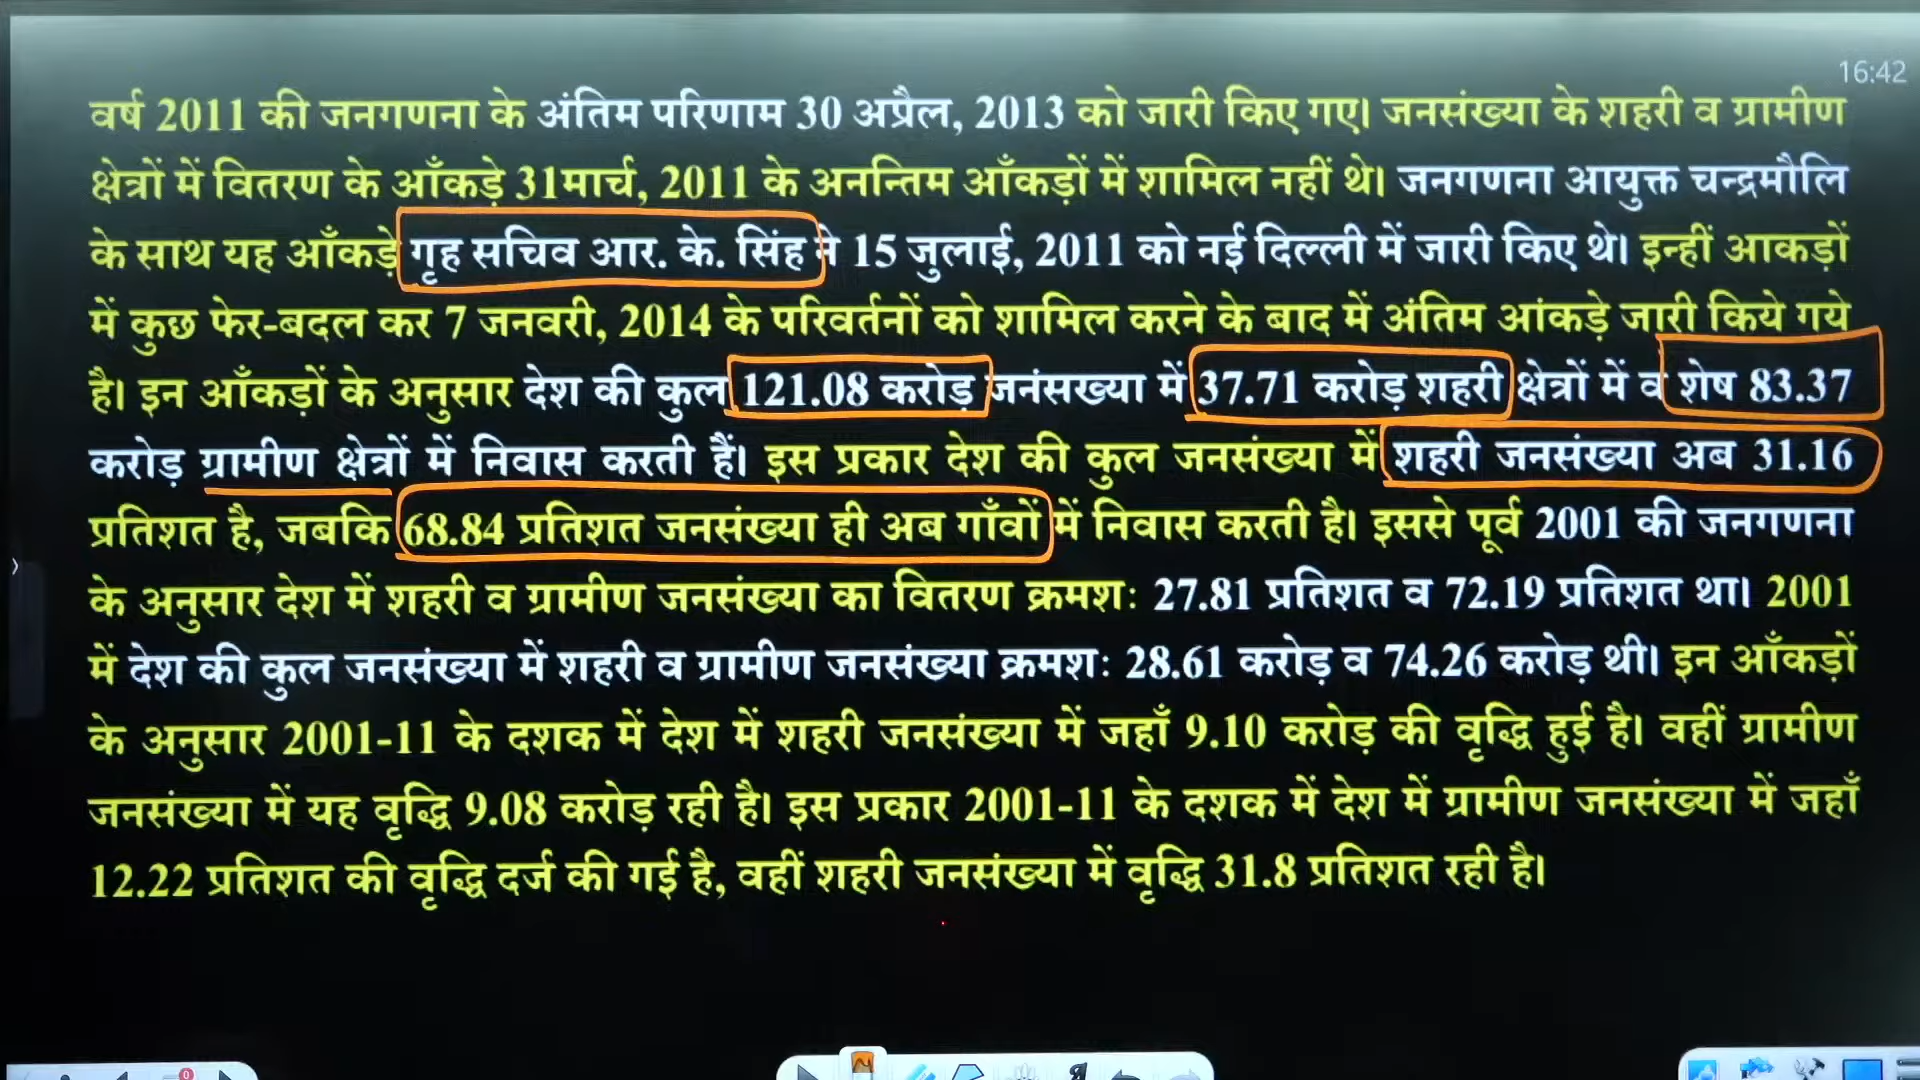 16:42
वर्ष 2011 की जनगणना के अंतिम परिणाम 30 अप्रैल, 2013 को जारी किए गए। जनसंख्या के शहरी व ग्रामीण
क्षेत्रों में वितरण के आँकड़े 31मार्च, 2011 के अनन्तिम आँकड़ों में शामिल नहीं थे। जनगणना आयुक्त चन्द्रमौलि
के साथ यह आँकड़े गृह सचिव आर. के. सिंह ने 15 जुलाई, 2011 को नई दिल्ली में जारी किए थे। इन्हीं आकड़ों
में कुछ फेर-बदल कर 7 जनवरी, 2014 के परिवर्तनों को शामिल करने के बाद में अंतिम आंकड़े जारी किये गये
है। इन आँकड़ों के अनुसार देश की कुल 121.08 करोड़ जनंसख्या में 37.71 करोड़ शहरी क्षेत्रों में व शेष 83.37
करोड़ ग्रामीण क्षेत्रों में निवास करती हैं। इस प्रकार देश की कुल जनसंख्या में शहरी जनसंख्या अब 31.16
प्रतिशत है, जबकि 68.84 प्रतिशत जनसंख्या ही अब गाँवों में निवास करती है। इससे पूर्व 2001 की जनगणना
के अनुसार देश में शहरी व ग्रामीण जनसंख्या का वितरण क्रमश: 27.81 प्रतिशत व 72.19 प्रतिशत था। 2001
में देश की कुल जनसंख्या में शहरी व ग्रामीण जनसंख्या क्रमश: 28.61 करोड़ व 74.26 करोड़ थी। इन आँकड़ों
के अनुसार 2001-11 के दशक में देश में शहरी जनसंख्या में जहाँ 9.10 करोड़ की वृद्धि हुई है। वहीं ग्रामीण
जनसंख्या में यह वृद्धि 9.08 करोड़ रही है। इस प्रकार 2001-11 के दशक में देश में ग्रामीण जनसंख्या में जहाँ
12.22 प्रतिशत की वृद्धि दर्ज की गई है, वहीं शहरी जनसंख्या में वृद्धि 31.8 प्रतिशत रही है।
0